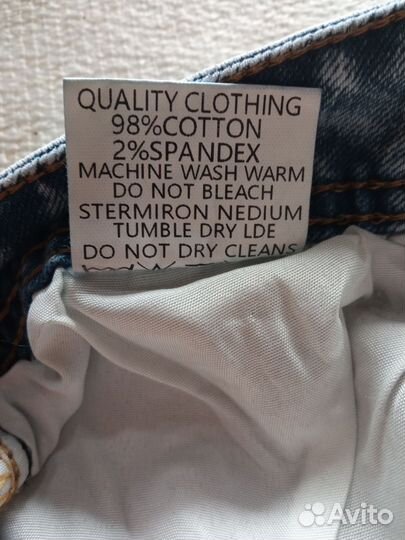 QUALITY CLOTHING
98%COTTON
2%SPANDEX
MACHINE WASH WARM
DO NOT BLEACH
STERMIRON NEDIUM
TUMBLE DRY LDE
DO NOT DRY CLEANS
Avito